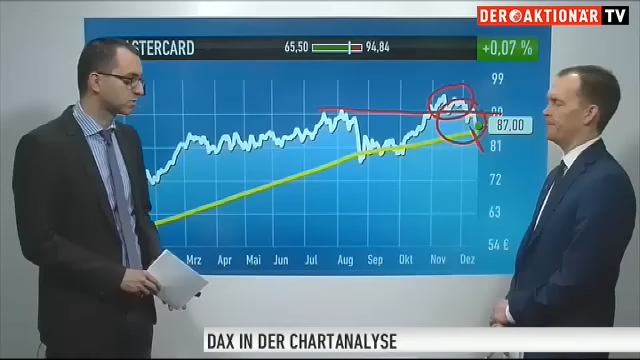 DER AKTIONÄR TV
ASTERCARD 65,50 94,84 +0,07 %
99
87,00
81
72
63
54 €
Mrz Apr Mai Jun Jul Aug Sep Okt Nov Dez
DAX IN DER CHARTANALYSE